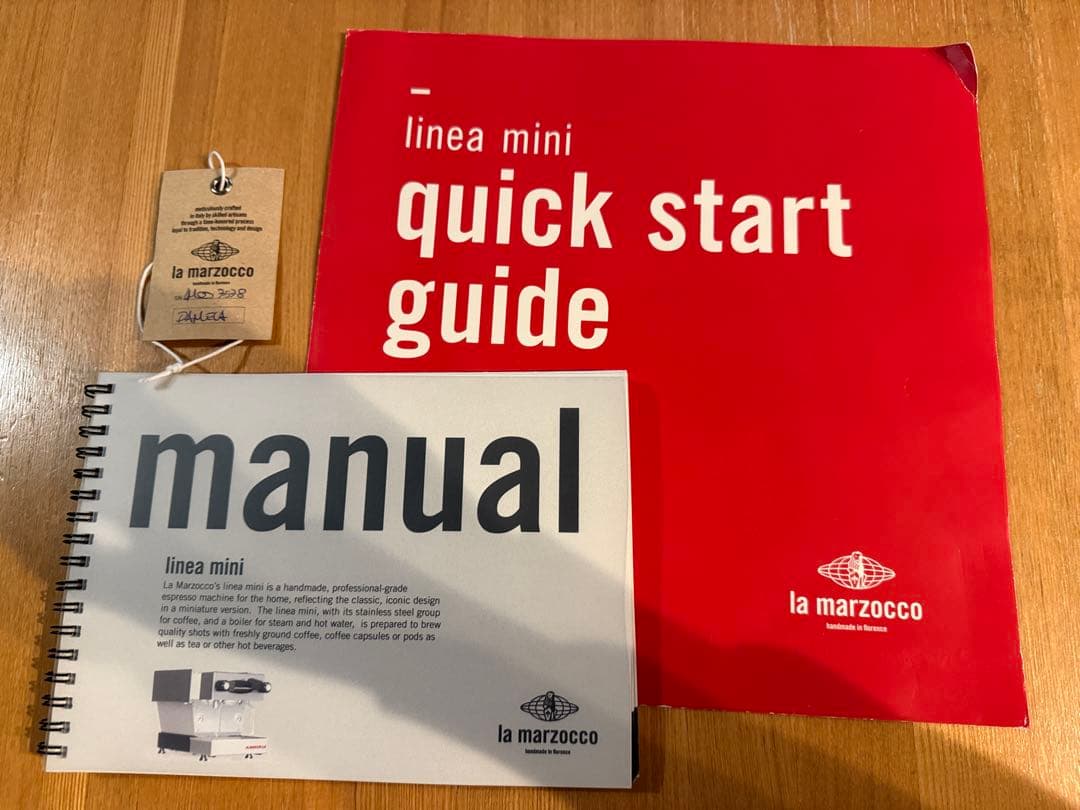 linea mini
quick start
guide
la marzocco
handmade in florence
meticulously crafted
in italy by skilled artisans
through a time-honored process
loyal to tradition, technology and design
la marzocco
handmade in florence
DANIELA
manual
linea mini
La Marzocco's linea mini is a handmade, professional-grade
espresso machine for the home, reflecting the classic, iconic design
in a miniature version. The linea mini, with its stainless steel group
for coffee, and a boiler for steam and hot water, is prepared to brew
quality shots with freshly ground coffee, coffee capsules or pods as
well as tea or other hot beverages.
la marzocco
handmade in florence